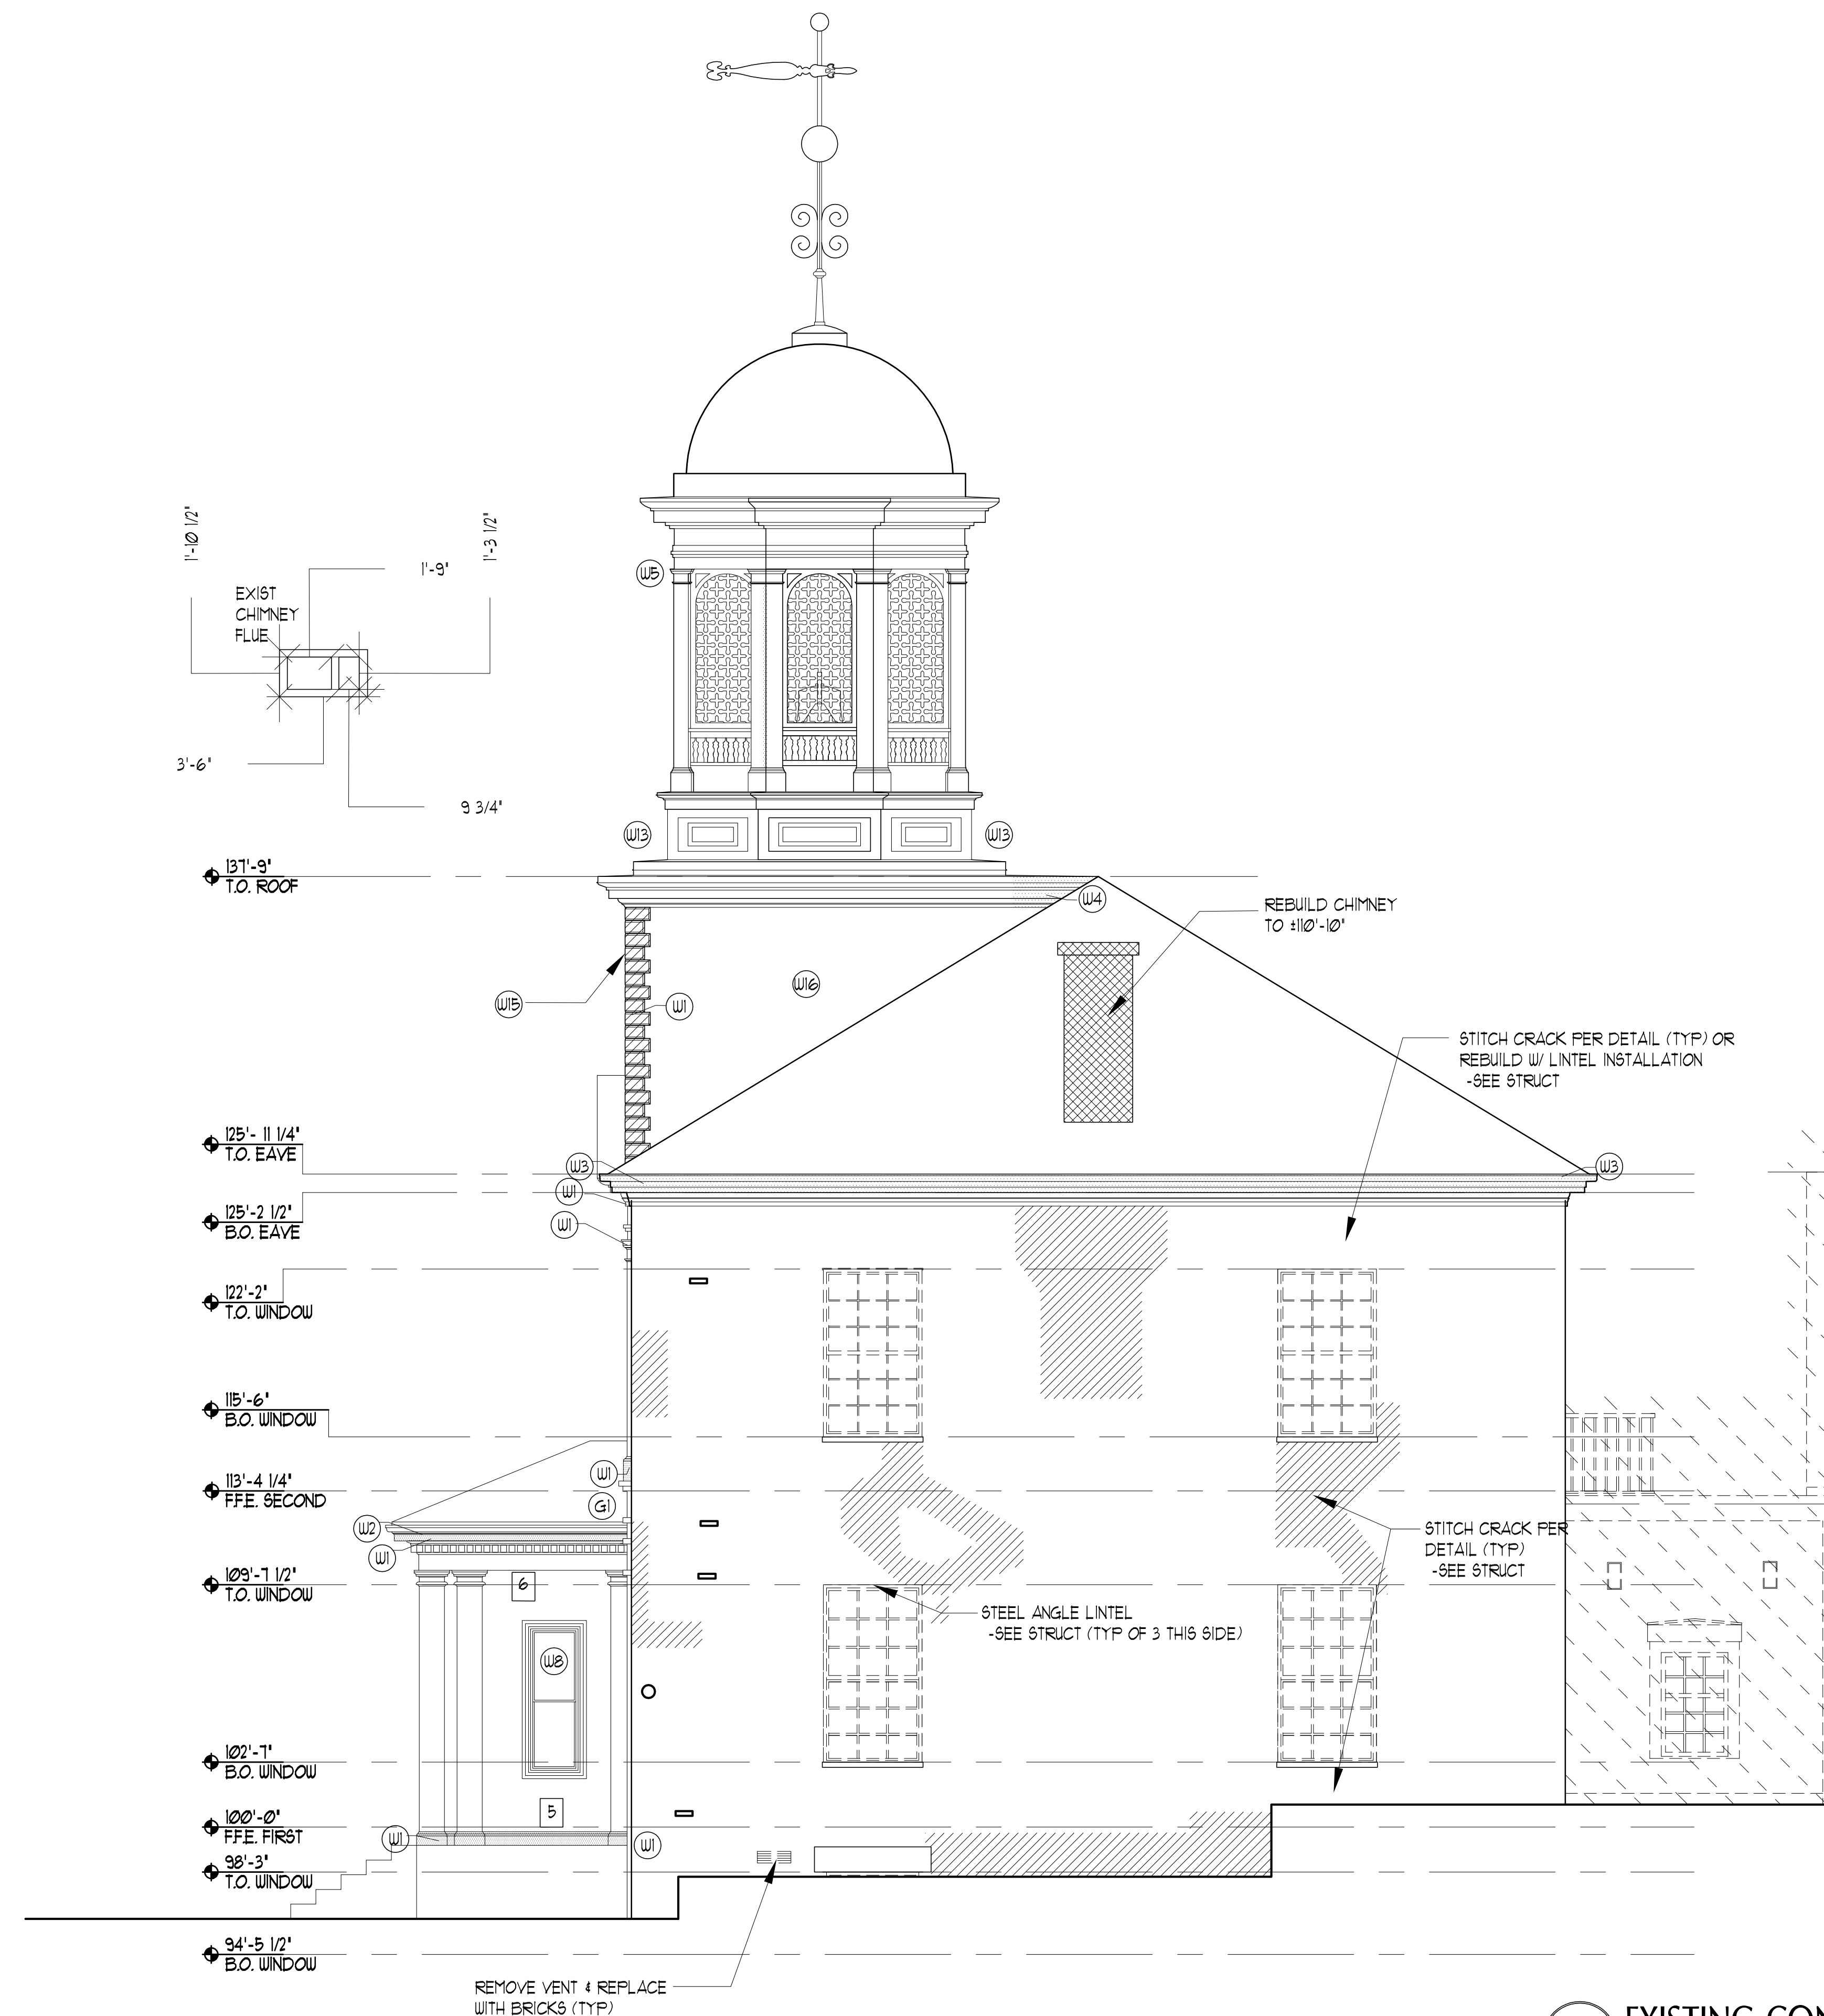 1'-10 1/2"
1'-3 1/2"
1'-9"
EXIST
CHIMNEY
FLUE
3'-6"
9 3/4"
W5
W13
W13
137'-9"
T.O. ROOF
W4
REBUILD CHIMNEY
TO ±110'-10"
W16
W15
W1
STITCH CRACK PER DETAIL (TYP) OR
REBUILD W/ LINTEL INSTALLATION
-SEE STRUCT
125'- 11 1/4"
T.O. EAVE
W3
W3
W1
125'-2 1/2"
B.O. EAVE
W1
122'-2"
T.O. WINDOW
115'-6"
B.O. WINDOW
W1
113'-4 1/4"
F.F.E. SECOND
G1
W2
W1
STITCH CRACK PER
DETAIL (TYP)
-SEE STRUCT
109'-7 1/2"
T.O. WINDOW
6
STEEL ANGLE LINTEL
-SEE STRUCT (TYP OF 3 THIS SIDE)
W8
102'-7"
B.O. WINDOW
5
100'-0"
F.F.E. FIRST
W1
W1
98'-3"
T.O. WINDOW
94'-5 1/2"
B.O. WINDOW
REMOVE VENT & REPLACE
WITH BRICKS (TYP)